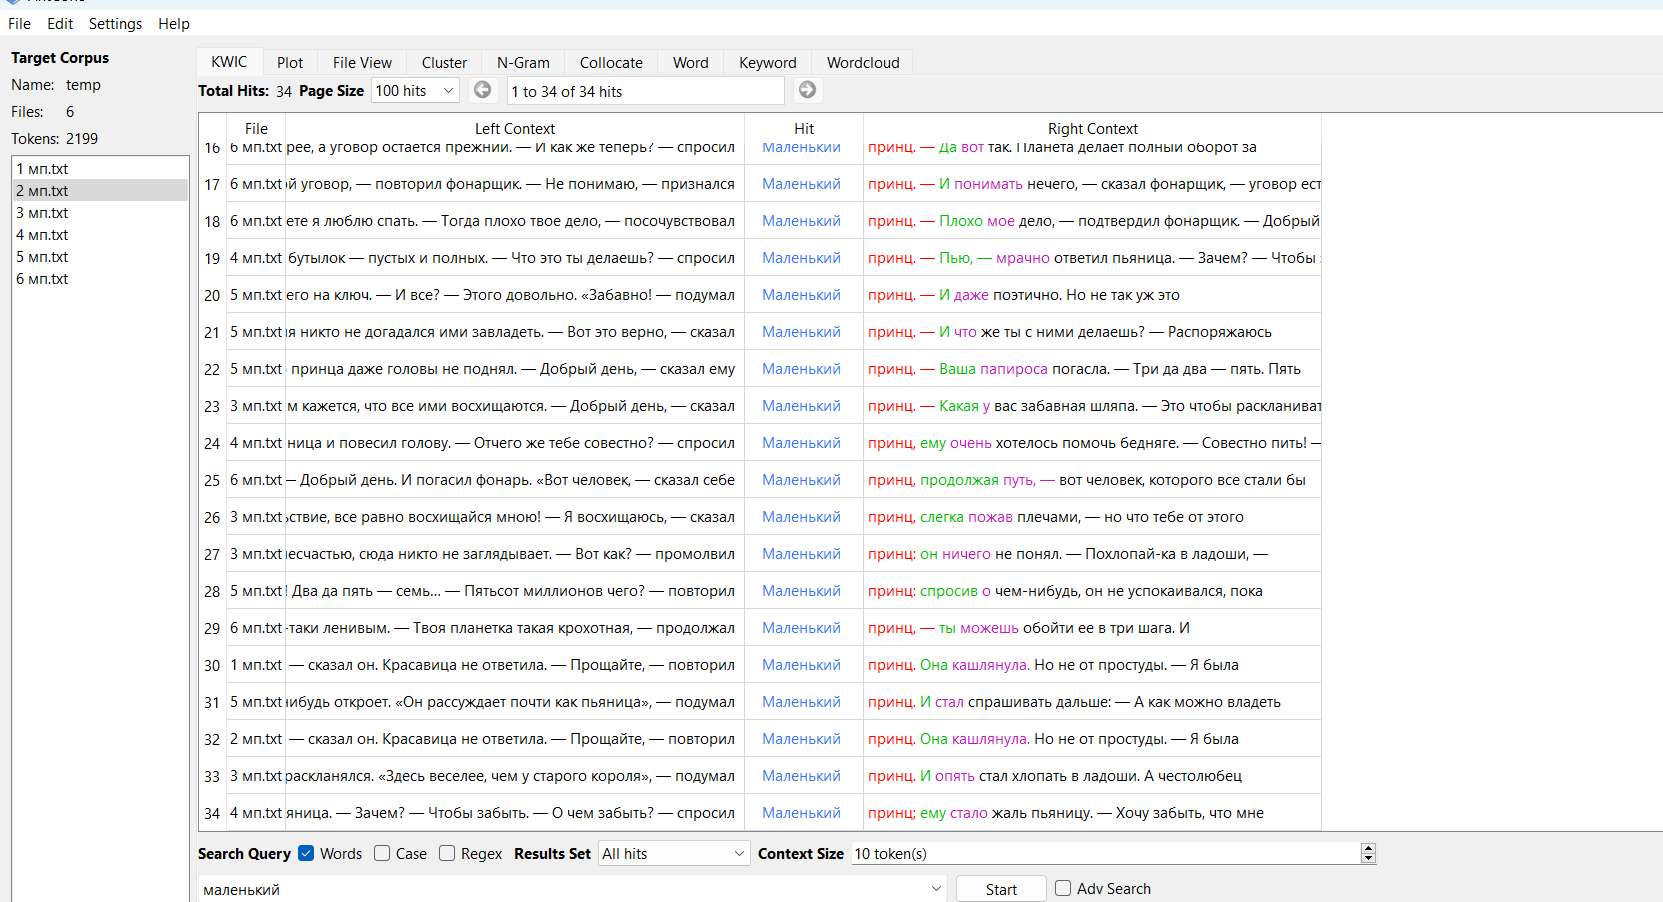 File Edit Settings Help
Target Corpus
Name: temp
Files: 6
Tokens: 2199
1 мп.txt
2 мп.txt
3 мп.txt
4 мп.txt
5 мп.txt
6 мп.txt
KWIC Plot File View Cluster N-Gram Collocate Word Keyword Wordcloud
Total Hits: 34 Page Size 100 hits 1 to 34 of 34 hits
File Left Context Hit Right Context
16 6 мп.txt рее, а уговор остается прежний. — И как же теперь? — спросил Маленький принц. — Да вот так. Планета делает полный оборот за
17 6 мп.txt й уговор, — повторил фонарщик. — Не понимаю, — признался Маленький принц. — И понимать нечего, — сказал фонарщик, — уговор ест
18 6 мп.txt ете я люблю спать. — Тогда плохо твое дело, — посочувствовал Маленький принц. — Плохо мое дело, — подтвердил фонарщик. — Добрый
19 4 мп.txt бутылок — пустых и полных. — Что это ты делаешь? — спросил Маленький принц. — Пью, — мрачно ответил пьяница. — Зачем? — Чтобы
20 5 мп.txt его на ключ. — И все? — Этого довольно. «Забавно! — подумал Маленький принц. — И даже поэтично. Но не так уж это
21 5 мп.txt я никто не догадался ими завладеть. — Вот это верно, — сказал Маленький принц. — И что же ты с ними делаешь? — Распоряжаюсь
22 5 мп.txt принца даже головы не поднял. — Добрый день, — сказал ему Маленький принц. — Ваша папироса погасла. — Три да два — пять. Пять
23 3 мп.txt м кажется, что все ими восхищаются. — Добрый день, — сказал Маленький принц. — Какая у вас забавная шляпа. — Это чтобы раскланиват
24 4 мп.txt ница и повесил голову. — Отчего же тебе совестно? — спросил Маленький принц, ему очень хотелось помочь бедняге. — Совестно пить! —
25 6 мп.txt — Добрый день. И погасил фонарь. «Вот человек, — сказал себе Маленький принц, продолжая путь, — вот человек, которого все стали бы
26 3 мп.txt ствие, все равно восхищайся мною! — Я восхищаюсь, — сказал Маленький принц, слегка пожав плечами, — но что тебе от этого
27 3 мп.txt несчастью, сюда никто не заглядывает. — Вот как? — промолвил Маленький принц: он ничего не понял. — Похлопай-ка в ладоши, —
28 5 мп.txt ! Два да пять — семь... — Пятьсот миллионов чего? — повторил Маленький принц: спросив о чем-нибудь, он не успокаивался, пока
29 6 мп.txt -таки ленивым. — Твоя планетка такая крохотная, — продолжал Маленький принц, — ты можешь обойти ее в три шага. И
30 1 мп.txt — сказал он. Красавица не ответила. — Прощайте, — повторил Маленький принц. Она кашлянула. Но не от простуды. — Я была
31 5 мп.txt нибудь откроет. «Он рассуждает почти как пьяница», — подумал Маленький принц. И стал спрашивать дальше: — А как можно владеть
32 2 мп.txt — сказал он. Красавица не ответила. — Прощайте, — повторил Маленький принц. Она кашлянула. Но не от простуды. — Я была
33 3 мп.txt раскланялся. «Здесь веселее, чем у старого короля», — подумал Маленький принц. И опять стал хлопать в ладоши. А честолюбец
34 4 мп.txt яница. — Зачем? — Чтобы забыть. — О чем забыть? — спросил Маленький принц; ему стало жаль пьяницу. — Хочу забыть, что мне
Search Query Words Case Regex Results Set All hits Context Size 10 token(s)
маленький Start Adv Search